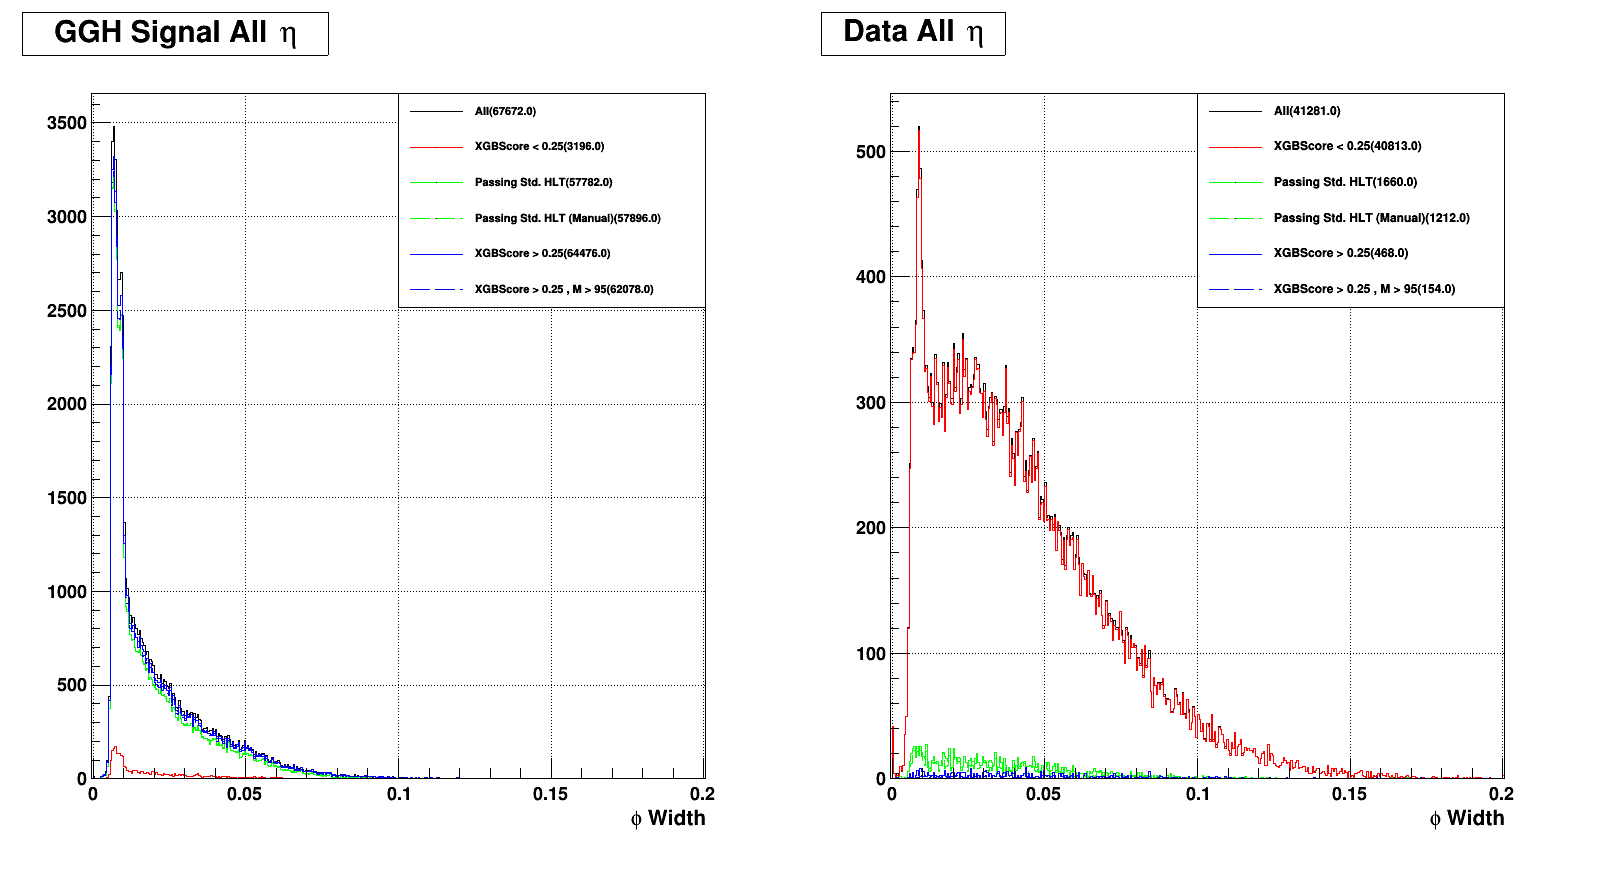 GGH Signal All η
3500
3000
2500
2000
1500
1000
500
0
0 0.05 0.1 0.15 0.2
ϕ Width
All(67672.0)
XGBScore < 0.25(3196.0)
Passing Std. HLT(57782.0)
Passing Std. HLT (Manual)(57896.0)
XGBScore > 0.25(64476.0)
XGBScore > 0.25 , M > 95(62078.0)
Data All η
500
400
300
200
100
0
0 0.05 0.1 0.15 0.2
ϕ Width
All(41281.0)
XGBScore < 0.25(40813.0)
Passing Std. HLT(1660.0)
Passing Std. HLT (Manual)(1212.0)
XGBScore > 0.25(468.0)
XGBScore > 0.25 , M > 95(154.0)